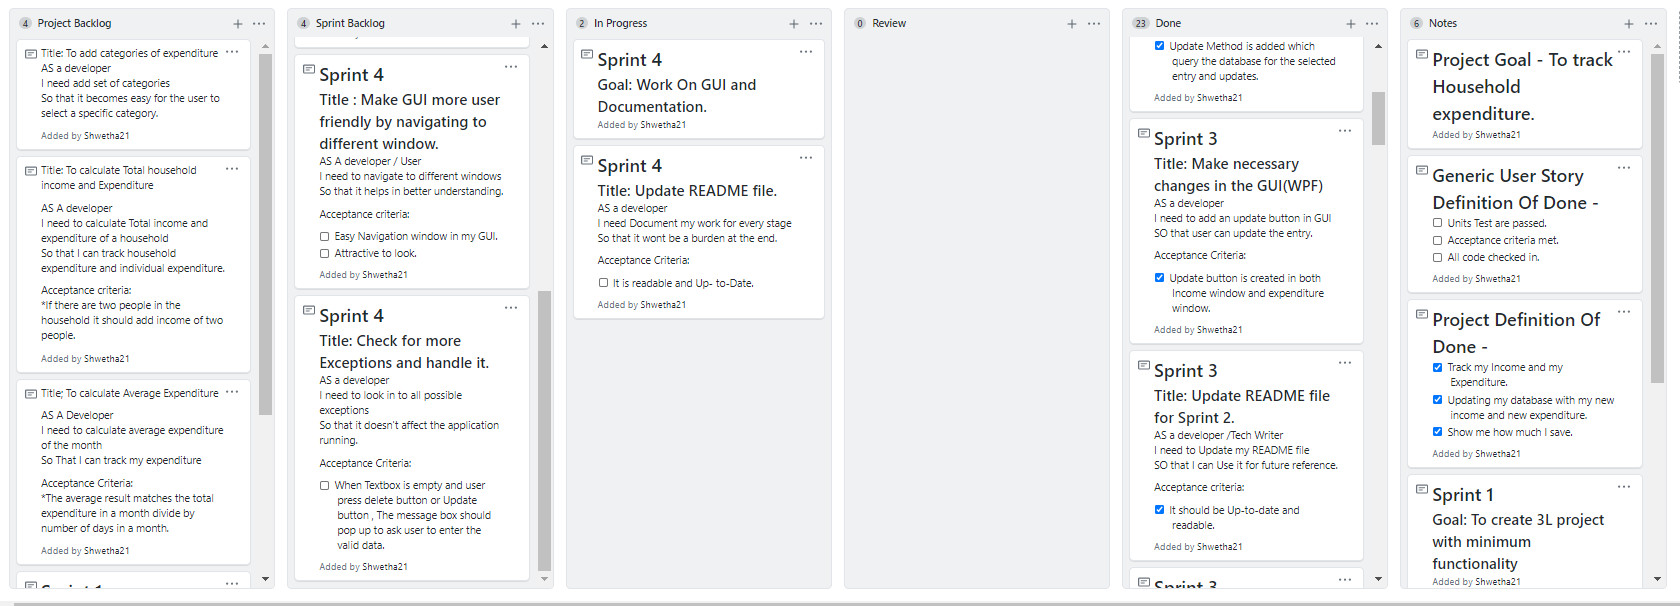 4 Project Backlog
Title: To add categories of expenditure
AS a developer
I need add set of categories
So that it becomes easy for the user to
select a specific category.
Added by Shwetha21
Title: To calculate Total household
income and Expenditure
AS A developer
I need to calculate Total income and
expenditure of a household
So that I can track household
expenditure and individual expenditure.
Acceptance criteria:
*If there are two people in the
household it should add income of two
people.
Added by Shwetha21
Title; To calculate Average Expenditure
AS A Developer
I need to calculate average expenditure
of the month
So That I can track my expenditure
Acceptance Criteria:
*The average result matches the total
expenditure in a month divide by
number of days in a month.
Added by Shwetha21
4 Sprint Backlog
Sprint 4
Title : Make GUI more user
friendly by navigating to
different window.
AS A developer / User
I need to navigate to different windows
So that it helps in better understanding.
Acceptance criteria:
Easy Navigation window in my GUI.
Attractive to look.
Added by Shwetha21
Sprint 4
Title: Check for more
Exceptions and handle it.
AS a developer
I need to look in to all possible
exceptions
So that it doesn't affect the application
running.
Acceptance Criteria:
When Textbox is empty and user
press delete button or Update
button , The message box should
pop up to ask user to enter the
valid data.
Added by Shwetha21
2 In Progress
Sprint 4
Goal: Work On GUI and
Documentation.
Added by Shwetha21
Sprint 4
Title: Update README file.
AS a developer
I need Document my work for every stage
So that it wont be a burden at the end.
Acceptance Criteria:
It is readable and Up- to-Date.
Added by Shwetha21
0 Review
23 Done
Update Method is added which
query the database for the selected
entry and updates.
Added by Shwetha21
Sprint 3
Title: Make necessary
changes in the GUI(WPF)
AS a developer
I need to add an update button in GUI
SO that user can update the entry.
Acceptance Criteria:
Update button is created in both
Income window and expenditure
window.
Added by Shwetha21
Sprint 3
Title: Update README file
for Sprint 2.
AS a developer /Tech Writer
I need to Update my README file
SO that I can Use it for future reference.
Acceptance criteria:
It should be Up-to-date and
readable.
Added by Shwetha21
Sprint 3
6 Notes
Project Goal - To track
Household
expenditure.
Added by Shwetha21
Generic User Story
Definition Of Done -
Units Test are passed.
Acceptance criteria met.
All code checked in.
Added by Shwetha21
Project Definition Of
Done -
Track my Income and my
Expenditure.
Updating my database with my new
income and new expenditure.
Show me how much I save.
Added by Shwetha21
Sprint 1
Goal: To create 3L project
with minimum
functionality
Added by Shwetha21